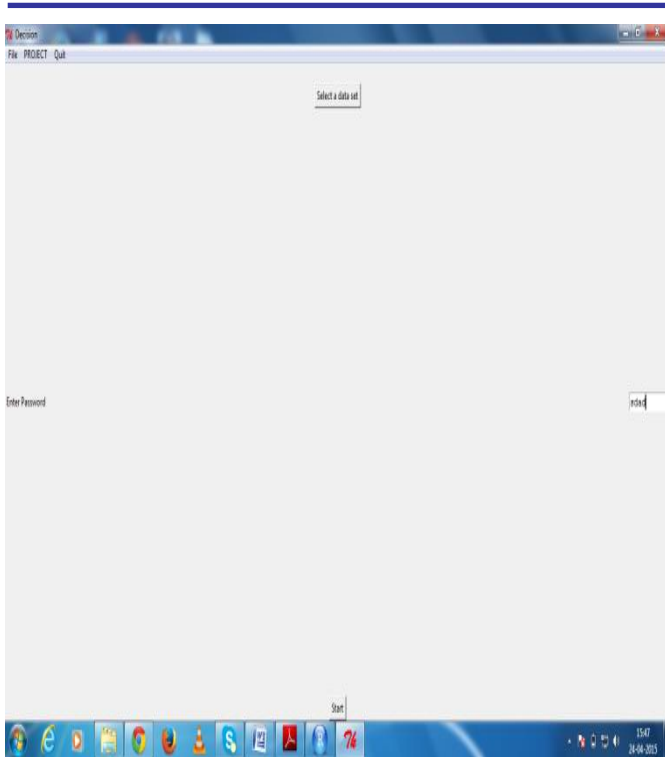 Decision
File PROJECT Quit
Select a data set
Enter Password
Start
15:47
24-04-2015